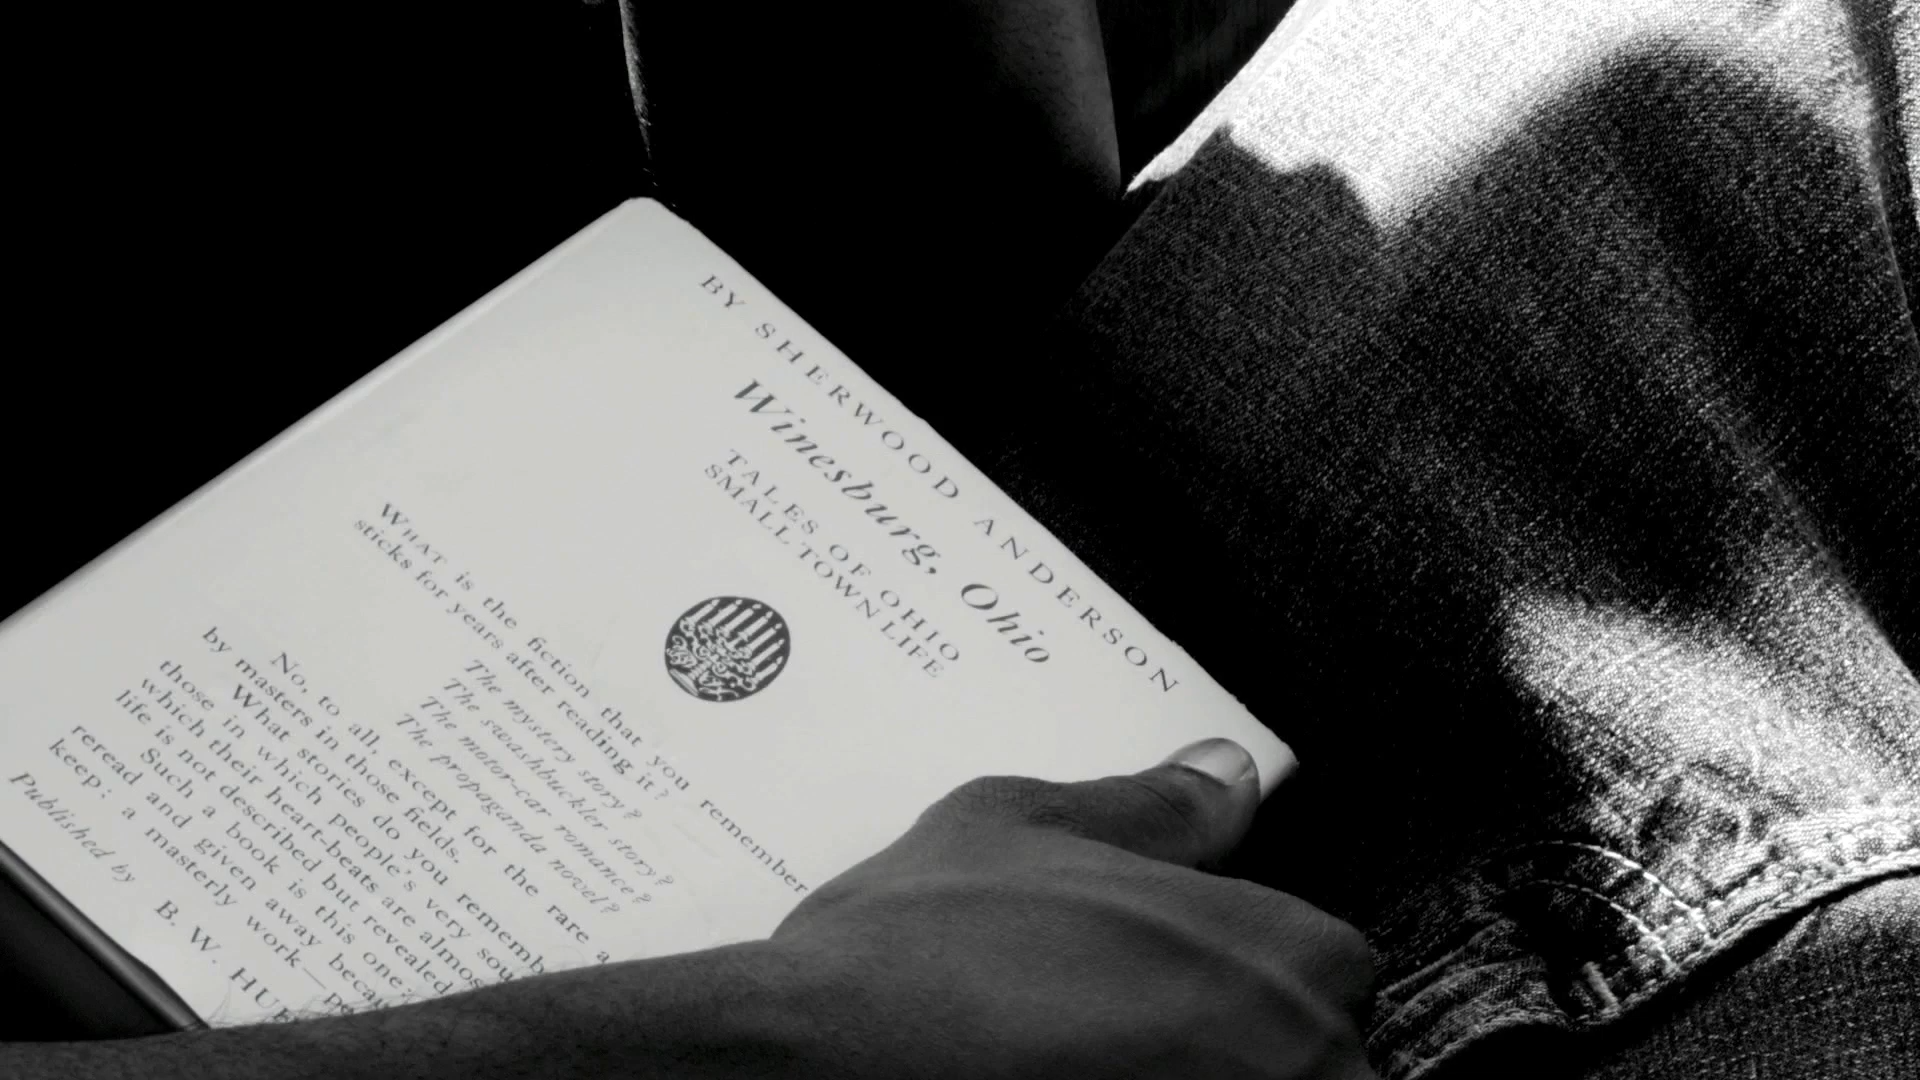 BY SHERWOOD ANDERSON
Winesburg, Ohio
TALES OF OHIO
SMALL TOWN LIFE
WHAT is the fiction that you remember
sticks for years after reading it?
The mystery story?
The swashbuckler story?
The motor-car romance?
The propaganda novel?
No, to all, except for the rare
by masters in those fields.
What stories do you
those in which people's very
which their heart-beats are
life is not described but revealed
Such a book is this one:
reread and given away
keep: a masterly work—
Published by B. W.